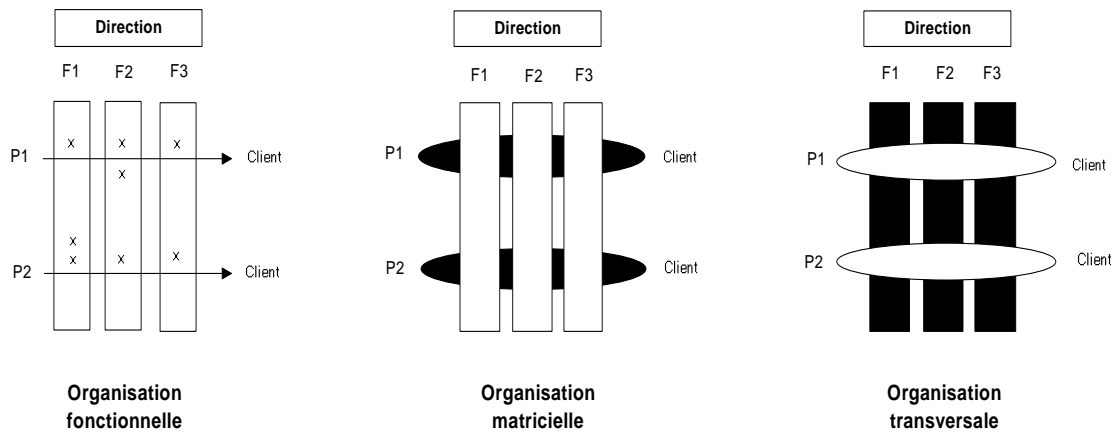 Direction
F1 F2 F3
x x x
P1 Client
x
x
x x x
P2 Client
Organisation
fonctionnelle
Direction
F1 F2 F3
P1 Client
P2 Client
Organisation
matricielle
Direction
F1 F2 F3
P1 Client
P2 Client
Organisation
transversale